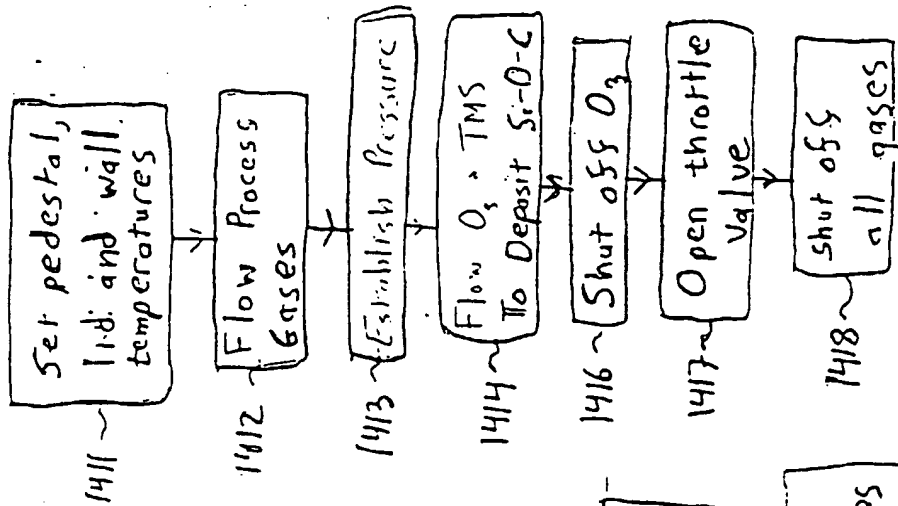 Set pedestal,
lid and wall
temperatures
1411
Flow Process
Gases
1412
Establish Pressure
1413
Flow O3 + TMS
To Deposit Si-O-C
1414
Shut off O3
1416
Open throttle
Valve
1417
shut off
all gases
1418